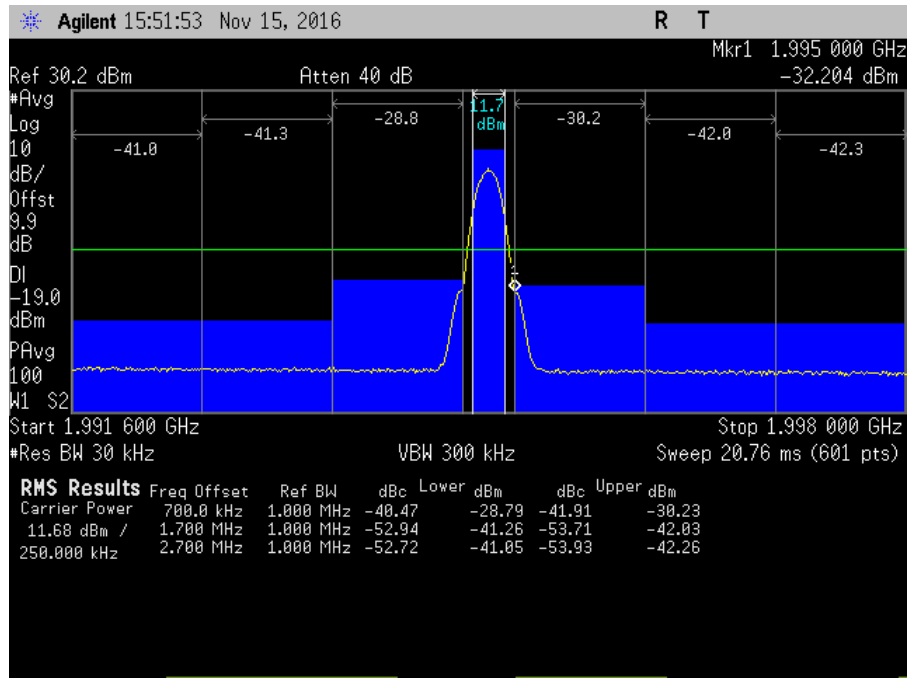 Agilent 15:51:53 Nov 15, 2016 R T
Mkr1 1.995 000 GHz
Ref 30.2 dBm Atten 40 dB -32.204 dBm
#Avg
Log
10
dB/
Offst
9.9
dB
DI
-19.0
dBm
PAvg
100
W1 S2
-41.0
-41.3
-28.8
11.7
dBm
-30.2
-42.0
-42.3
1
Start 1.991 600 GHz Stop 1.998 000 GHz
#Res BW 30 kHz VBW 300 kHz Sweep 20.76 ms (601 pts)
RMS Results Freq Offset Ref BW dBc Lower dBm dBc Upper dBm
Carrier Power 700.0 kHz 1.000 MHz -40.47 -28.79 -41.91 -30.23
11.68 dBm / 1.700 MHz 1.000 MHz -52.94 -41.26 -53.71 -42.03
250.000 kHz 2.700 MHz 1.000 MHz -52.72 -41.05 -53.93 -42.26